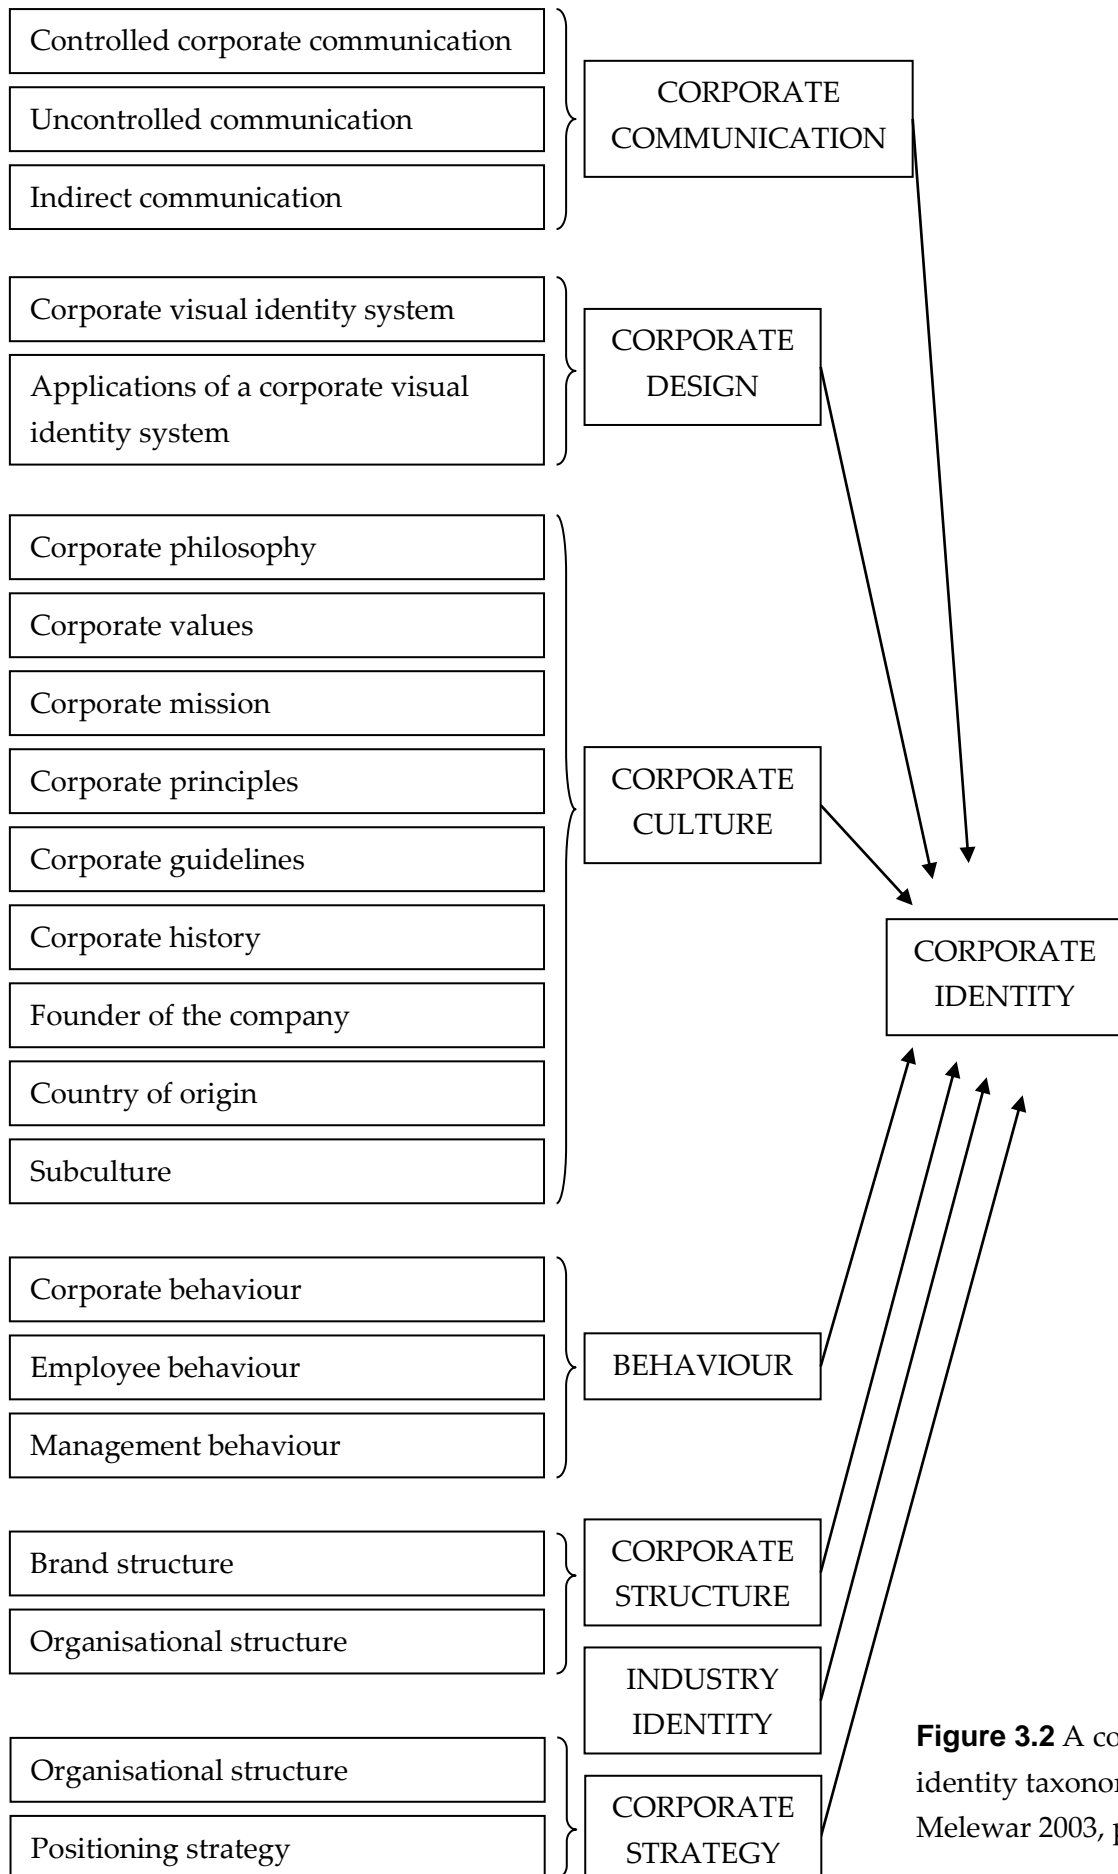 Controlled corporate communication
Uncontrolled communication
Indirect communication
CORPORATE
COMMUNICATION
Corporate visual identity system
Applications of a corporate visual
identity system
CORPORATE
DESIGN
Corporate philosophy
Corporate values
Corporate mission
Corporate principles
Corporate guidelines
Corporate history
Founder of the company
Country of origin
Subculture
CORPORATE
CULTURE
CORPORATE
IDENTITY
Corporate behaviour
Employee behaviour
Management behaviour
BEHAVIOUR
Brand structure
Organisational structure
CORPORATE
STRUCTURE
INDUSTRY
IDENTITY
Organisational structure
Positioning strategy
CORPORATE
STRATEGY
Figure 3.2 A
identity
Melewar 2003,